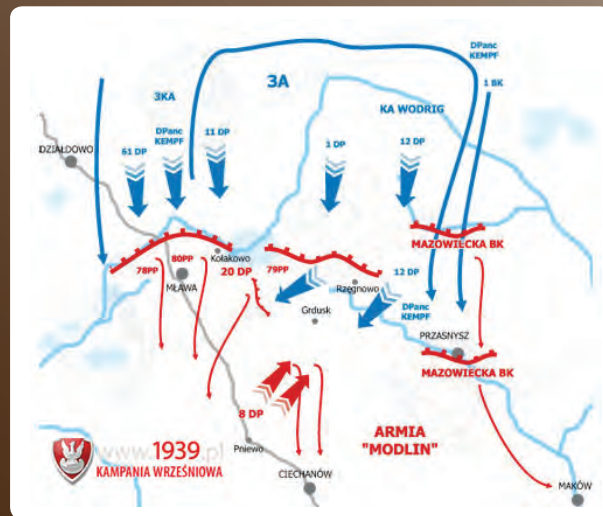 DPanc
KEMPF
3A
1 BK
3KA
KA WODRIG
DPanc
KEMPF
11 DP
61 DP
1 DP
12 DP
DZIAŁDOWO
MAZOWIECKA BK
Kołakowo
80PP
78PP
20 DP
79PP
12 DP
MŁAWA
Rzęgnowo
Grdusk
DPanc
KEMPF
PRZASNYSZ
MAZOWIECKA BK
8 DP
ARMIA
"MODLIN"
Pniewo
www.1939.pl
KAMPANIA WRZEŚNIOWA
CIECHANÓW
MAKÓW